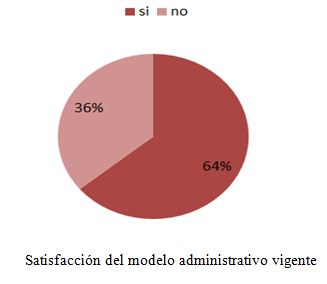 si no
36%
64%
Satisfacción del modelo administrativo vigente